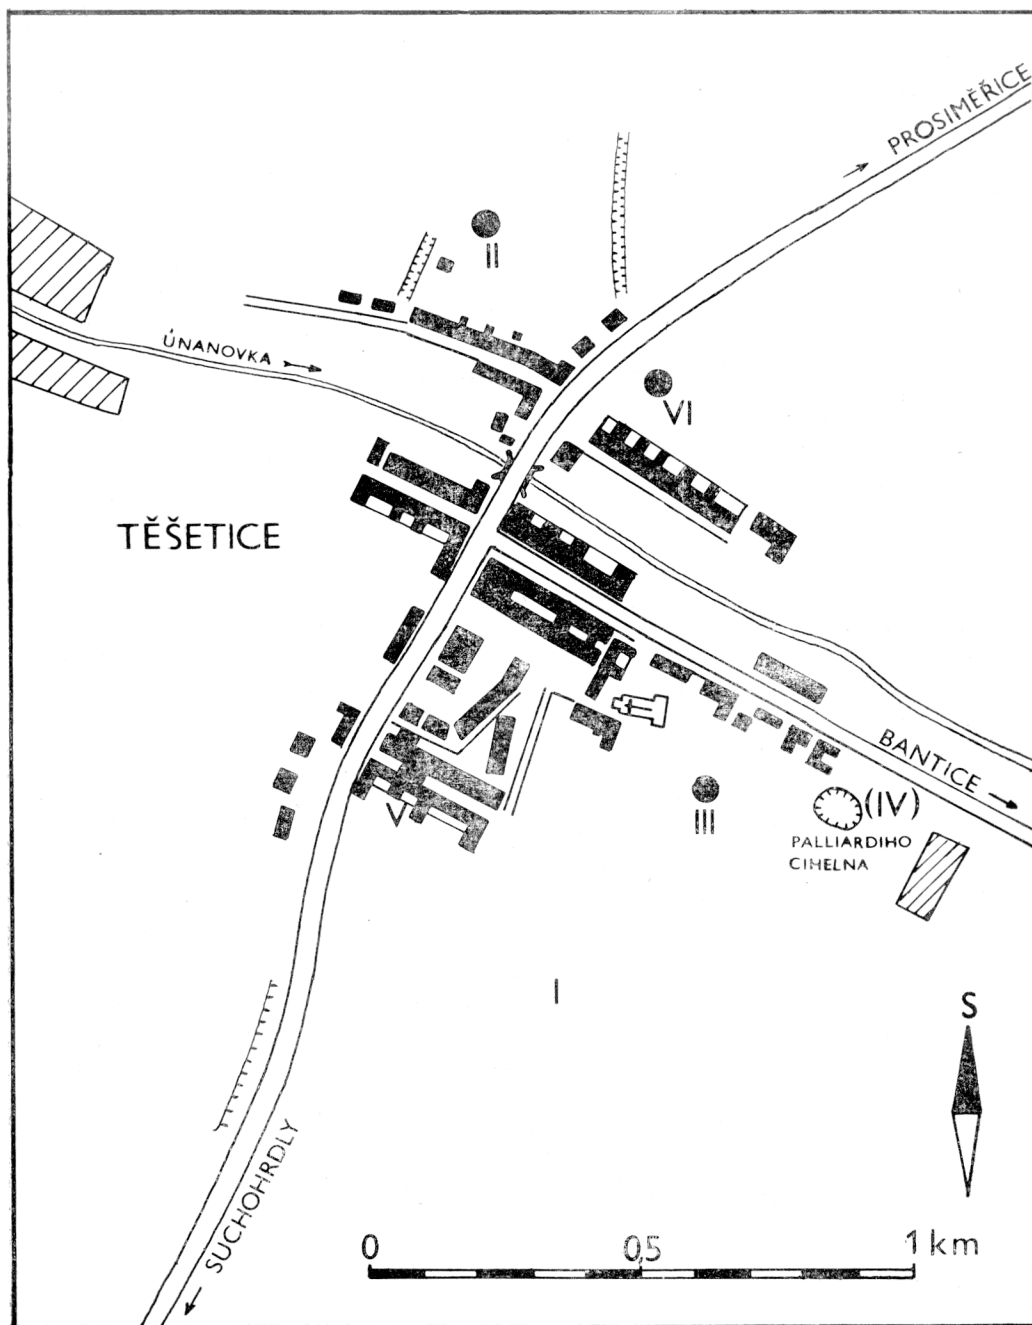 PROSIMĚŘICE
II
ÚNANOVKA
VI
TĚŠETICE
BANTICE
V
III
(IV)
PALLIARDIHO
CIHELNA
I
S
SUCHOHRDLY
0 0,5 1 km